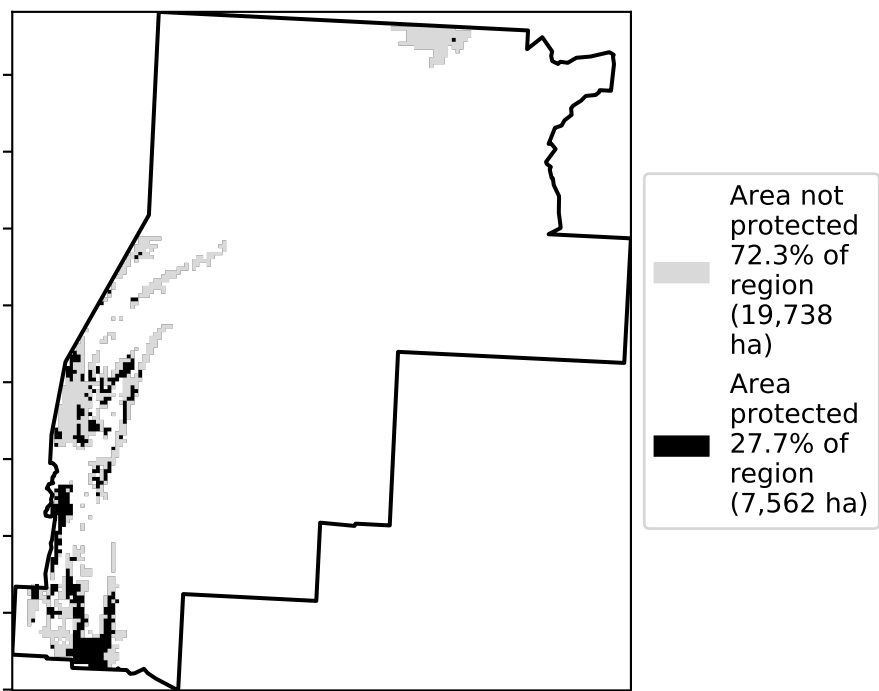 Area not
protected
72.3% of
region
(19,738
ha)
Area
protected
27.7% of
region
(7,562 ha)